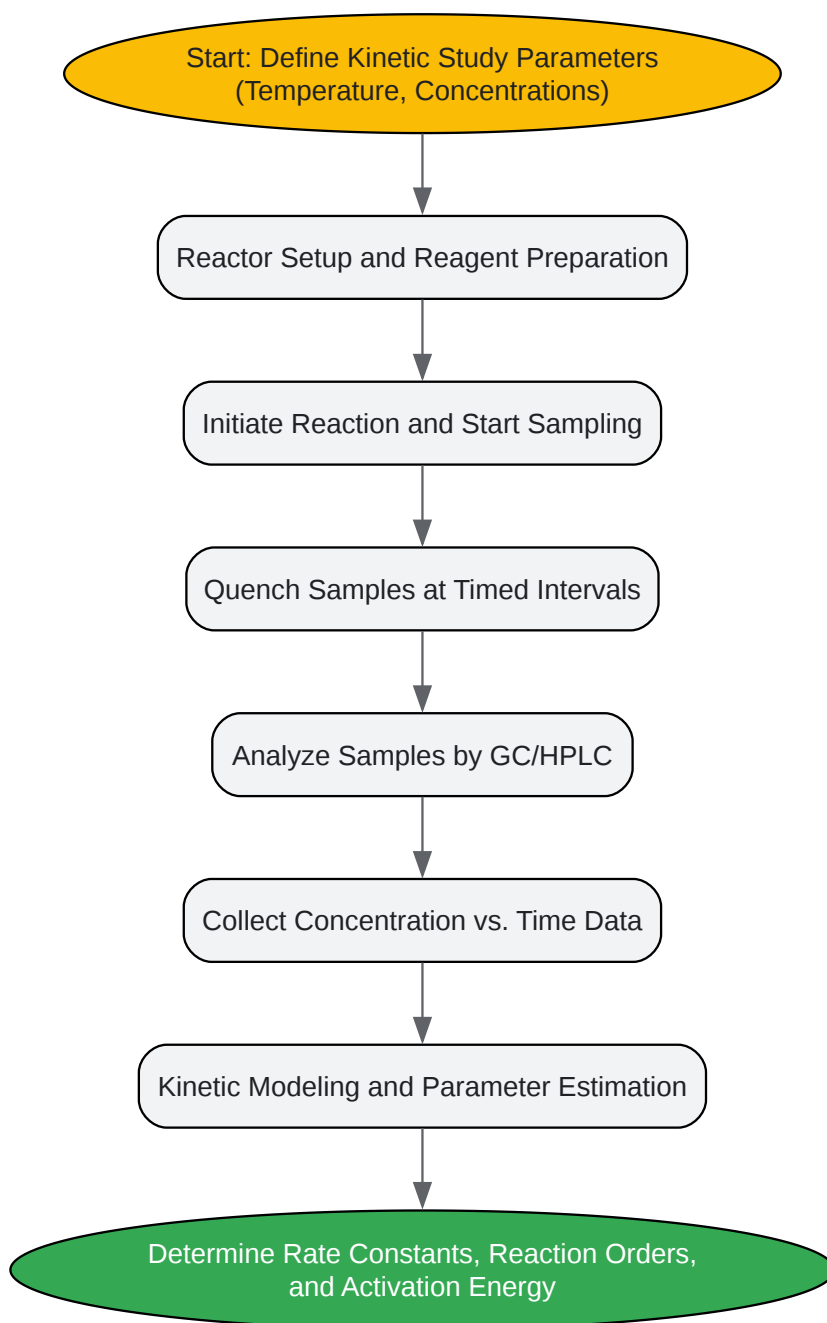 Start: Define Kinetic Study Parameters
(Temperature, Concentrations)
Reactor Setup and Reagent Preparation
Initiate Reaction and Start Sampling
Quench Samples at Timed Intervals
Analyze Samples by GC/HPLC
Collect Concentration vs. Time Data
Kinetic Modeling and Parameter Estimation
Determine Rate Constants, Reaction Orders,
and Activation Energy